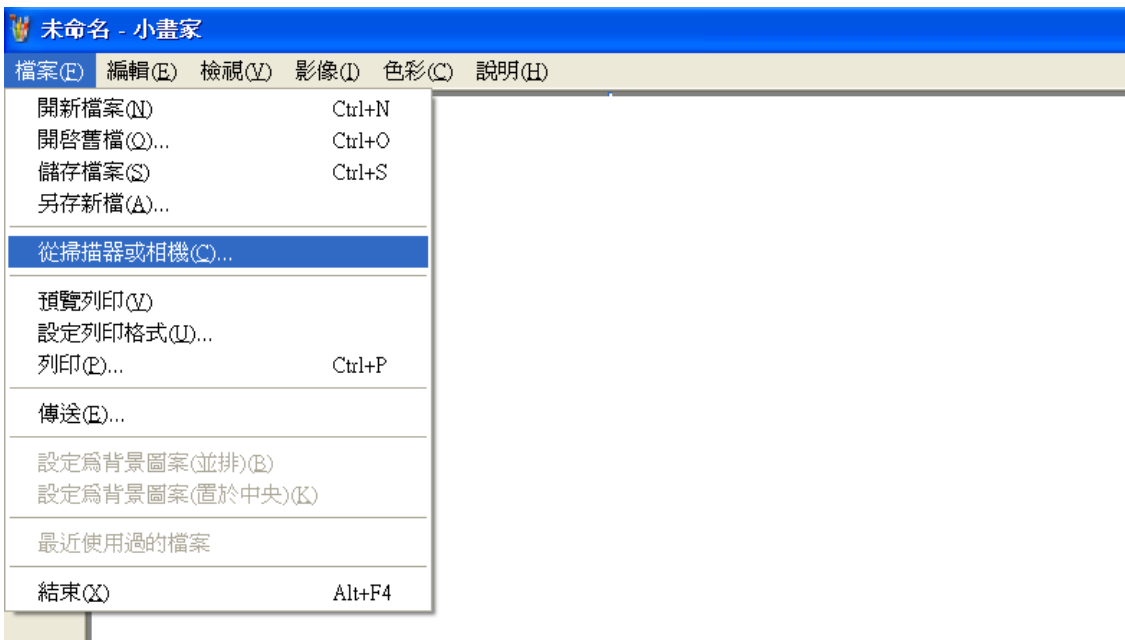 未命名 - 小畫家
檔案(F) 編輯(E) 檢視(V) 影像(I) 色彩(C) 說明(H)
開新檔案(N) Ctrl+N
開啓舊檔(O)... Ctrl+O
儲存檔案(S) Ctrl+S
另存新檔(A)...
從掃描器或相機(C)...
預覽列印(V)
設定列印格式(U)...
列印(P)... Ctrl+P
傳送(E)...
設定爲背景圖案(並排)(B)
設定爲背景圖案(置於中央)(K)
最近使用過的檔案
結束(X) Alt+F4